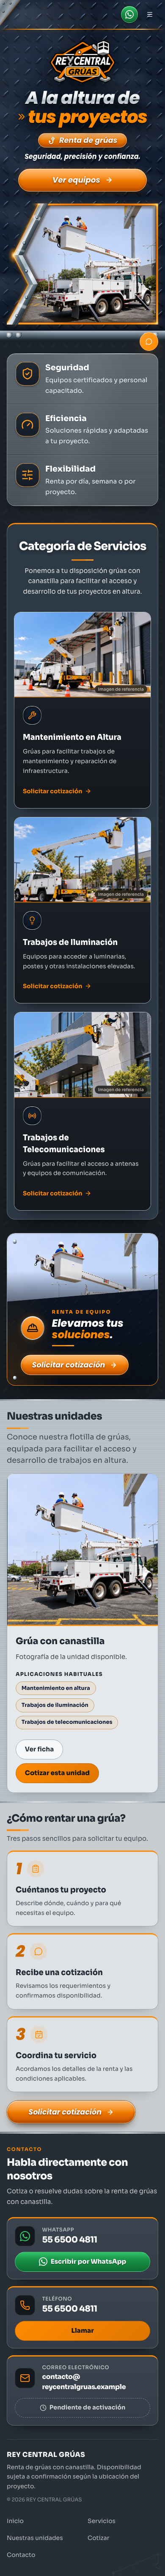 REY CENTRAL
GRÚAS
A la altura de
» tus proyectos
Renta de grúas
Seguridad, precisión y confianza.
Ver equipos →
Seguridad
Equipos certificados y personal
capacitado.
Eficiencia
Soluciones rápidas y adaptadas
a tu proyecto.
Flexibilidad
Renta por día, semana o por
proyecto.
Categoría de Servicios
Ponemos a tu disposición grúas con
canastilla para facilitar el acceso y
desarrollo de tus proyectos en altura.
Imagen de referencia
Mantenimiento en Altura
Grúas para facilitar trabajos de
mantenimiento y reparación de
infraestructura.
Solicitar cotización →
Trabajos de Iluminación
Equipos para acceder a luminarias,
postes y otras instalaciones elevadas.
Solicitar cotización →
Imagen de referencia
Trabajos de
Telecomunicaciones
Grúas para facilitar el acceso a antenas
y equipos de comunicación.
Solicitar cotización →
RENTA DE EQUIPO
Elevamos tus
soluciones.
Solicitar cotización →
Nuestras unidades
Conoce nuestra flotilla de grúas,
equipada para facilitar el acceso y
desarrollo de trabajos en altura.
Grúa con canastilla
Fotografía de la unidad disponible.
APLICACIONES HABITUALES
Mantenimiento en altura
Trabajos de iluminación
Trabajos de telecomunicaciones
Ver ficha
Cotizar esta unidad
¿Cómo rentar una grúa?
Tres pasos sencillos para solicitar tu equipo.
1
Cuéntanos tu proyecto
Describe dónde, cuándo y para qué
necesitas el equipo.
2
Recibe una cotización
Revisamos los requerimientos y
confirmamos disponibilidad.
3
Coordina tu servicio
Acordamos los detalles de la renta y las
condiciones aplicables.
Solicitar cotización →
CONTACTO
Habla directamente con
nosotros
Cotiza o resuelve dudas sobre la renta de grúas
con canastilla.
WHATSAPP
55 6500 4811
Escribir por WhatsApp
TELÉFONO
55 6500 4811
Llamar
CORREO ELECTRÓNICO
contacto@
reycentralgruas.example
Pendiente de activación
REY CENTRAL GRÚAS
Renta de grúas con canastilla. Disponibilidad
sujeta a confirmación según la ubicación del
proyecto.
© 2026 REY CENTRAL GRÚAS
Inicio
Servicios
Nuestras unidades
Cotizar
Contacto